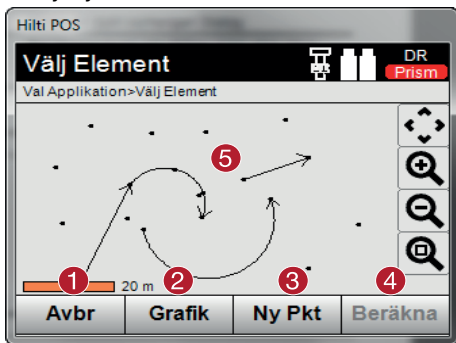 Hilti POS
Välj Element
DR
Prism
Val Applikation>Välj Element
5
1
20 m
2
3
4
Avbr
Grafik
Ny Pkt
Beräkna